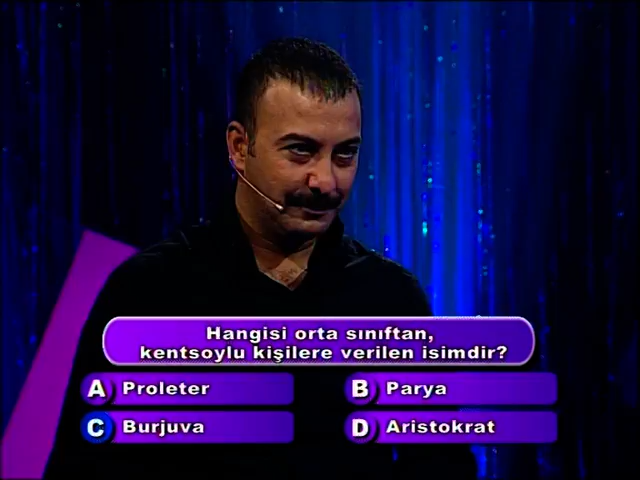 Hangisi orta sınıftan,
kentsoylu kişilere verilen isimdir?
A Proleter
B Parya
C Burjuva
D Aristokrat